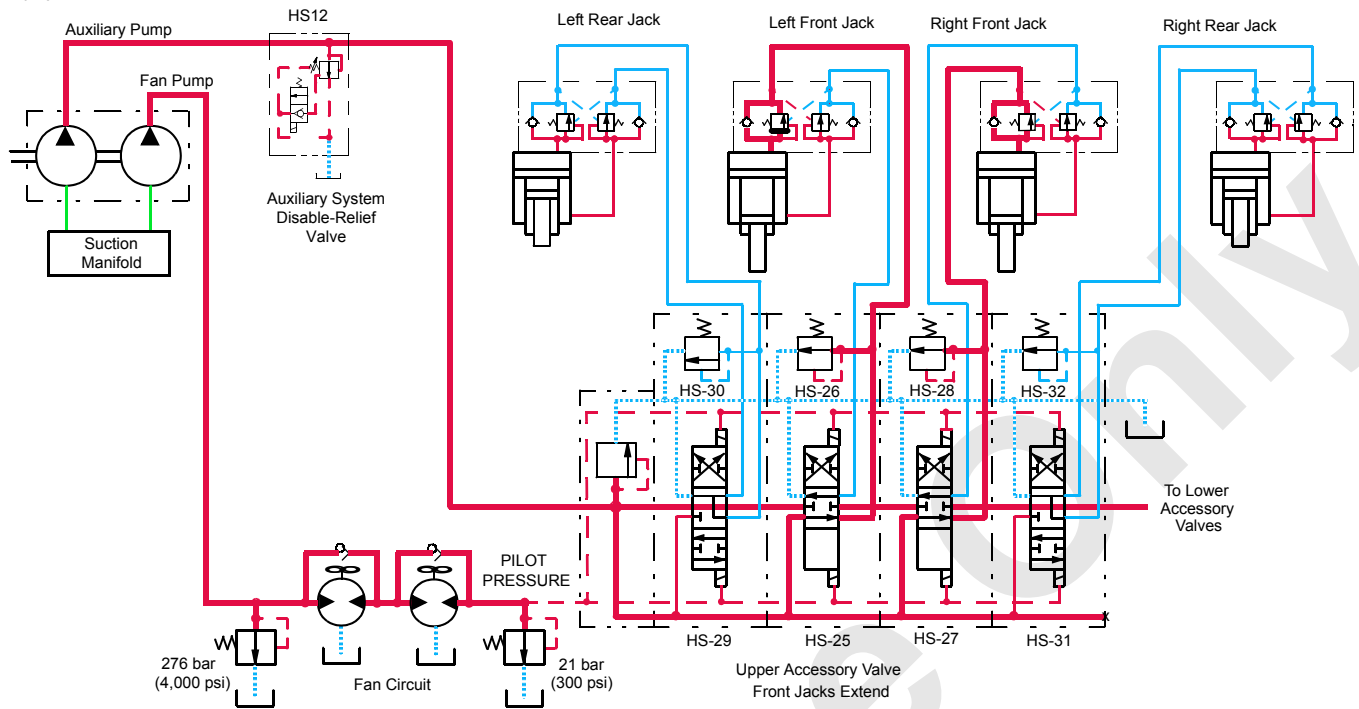 HS12
Left Rear Jack
Left Front Jack
Right Front Jack
Right Rear Jack
Auxiliary Pump
Fan Pump
Auxiliary System
Disable-Relief
Valve
Suction
Manifold
HS-30
HS-26
HS-28
HS-32
To Lower
Accessory
Valves
PILOT
PRESSURE
x
HS-29
HS-25
HS-27
HS-31
276 bar
(4,000 psi)
Fan Circuit
21 bar
(300 psi)
Upper Accessory Valve
Front Jacks Extend
e Only